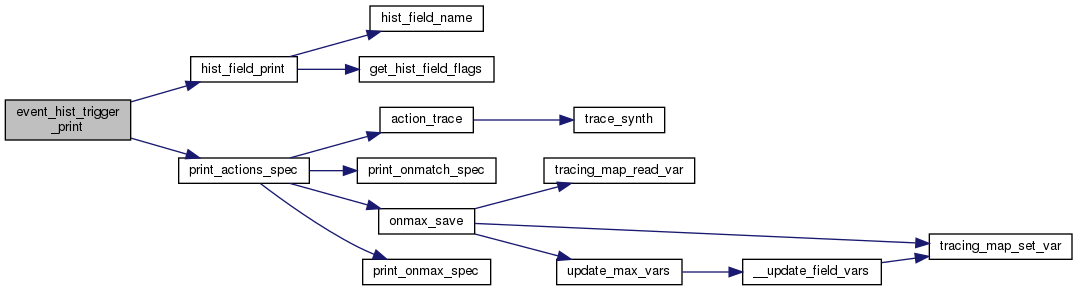 hist_field_name
hist_field_print
get_hist_field_flags
event_hist_trigger
_print
action_trace
trace_synth
print_actions_spec
print_onmatch_spec
tracing_map_read_var
onmax_save
tracing_map_set_var
print_onmax_spec
update_max_vars
__update_field_vars